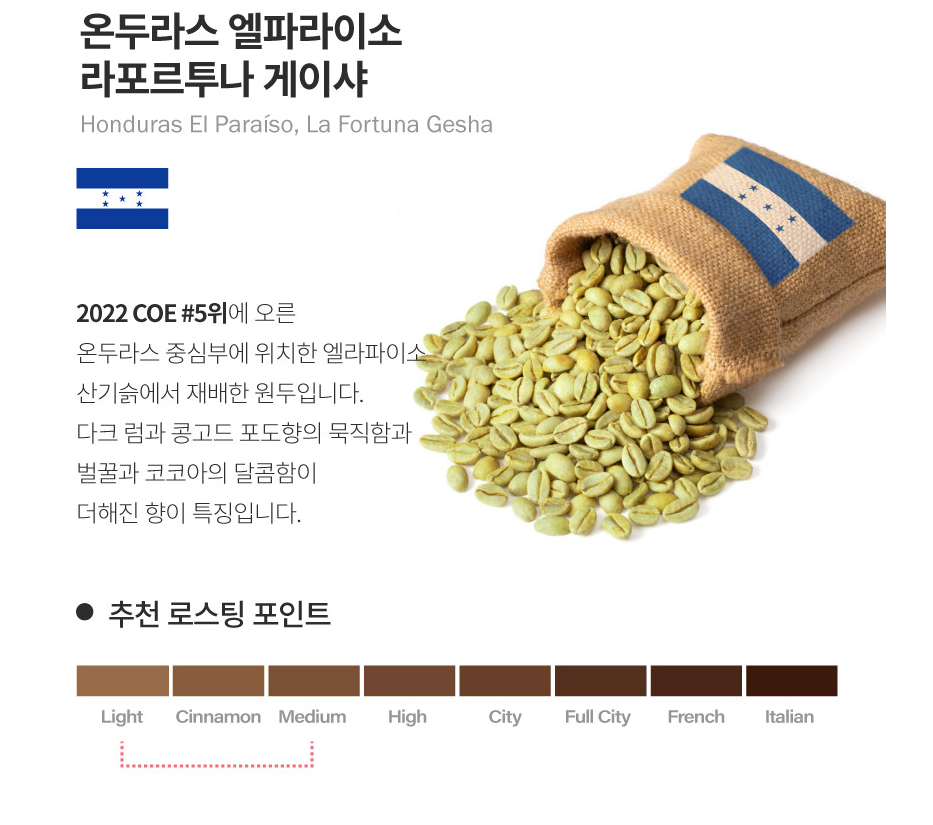 온두라스 엘파라이소
라포르투나 게이샤
Honduras El Paraíso, La Fortuna Gesha
2022 COE #5위에 오른
온두라스 중심부에 위치한 엘라파이소
산기슭에서 재배한 원두입니다.
다크 럼과 콩고드 포도향의 묵직함과
벌꿀과 코코아의 달콤함이
더해진 향이 특징입니다.
추천 로스팅 포인트
Light Cinnamon Medium High City Full City French Italian